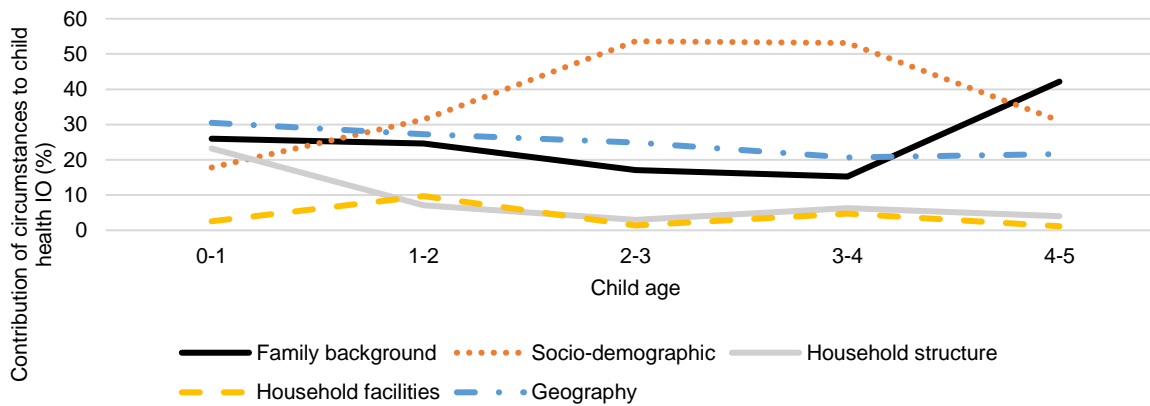 Contribution of circumstances to child
health IO (%)
60
50
40
30
20
10
0
0-1 1-2 2-3 3-4 4-5
Child age
Family background Socio-demographic Household structure
Household facilities Geography